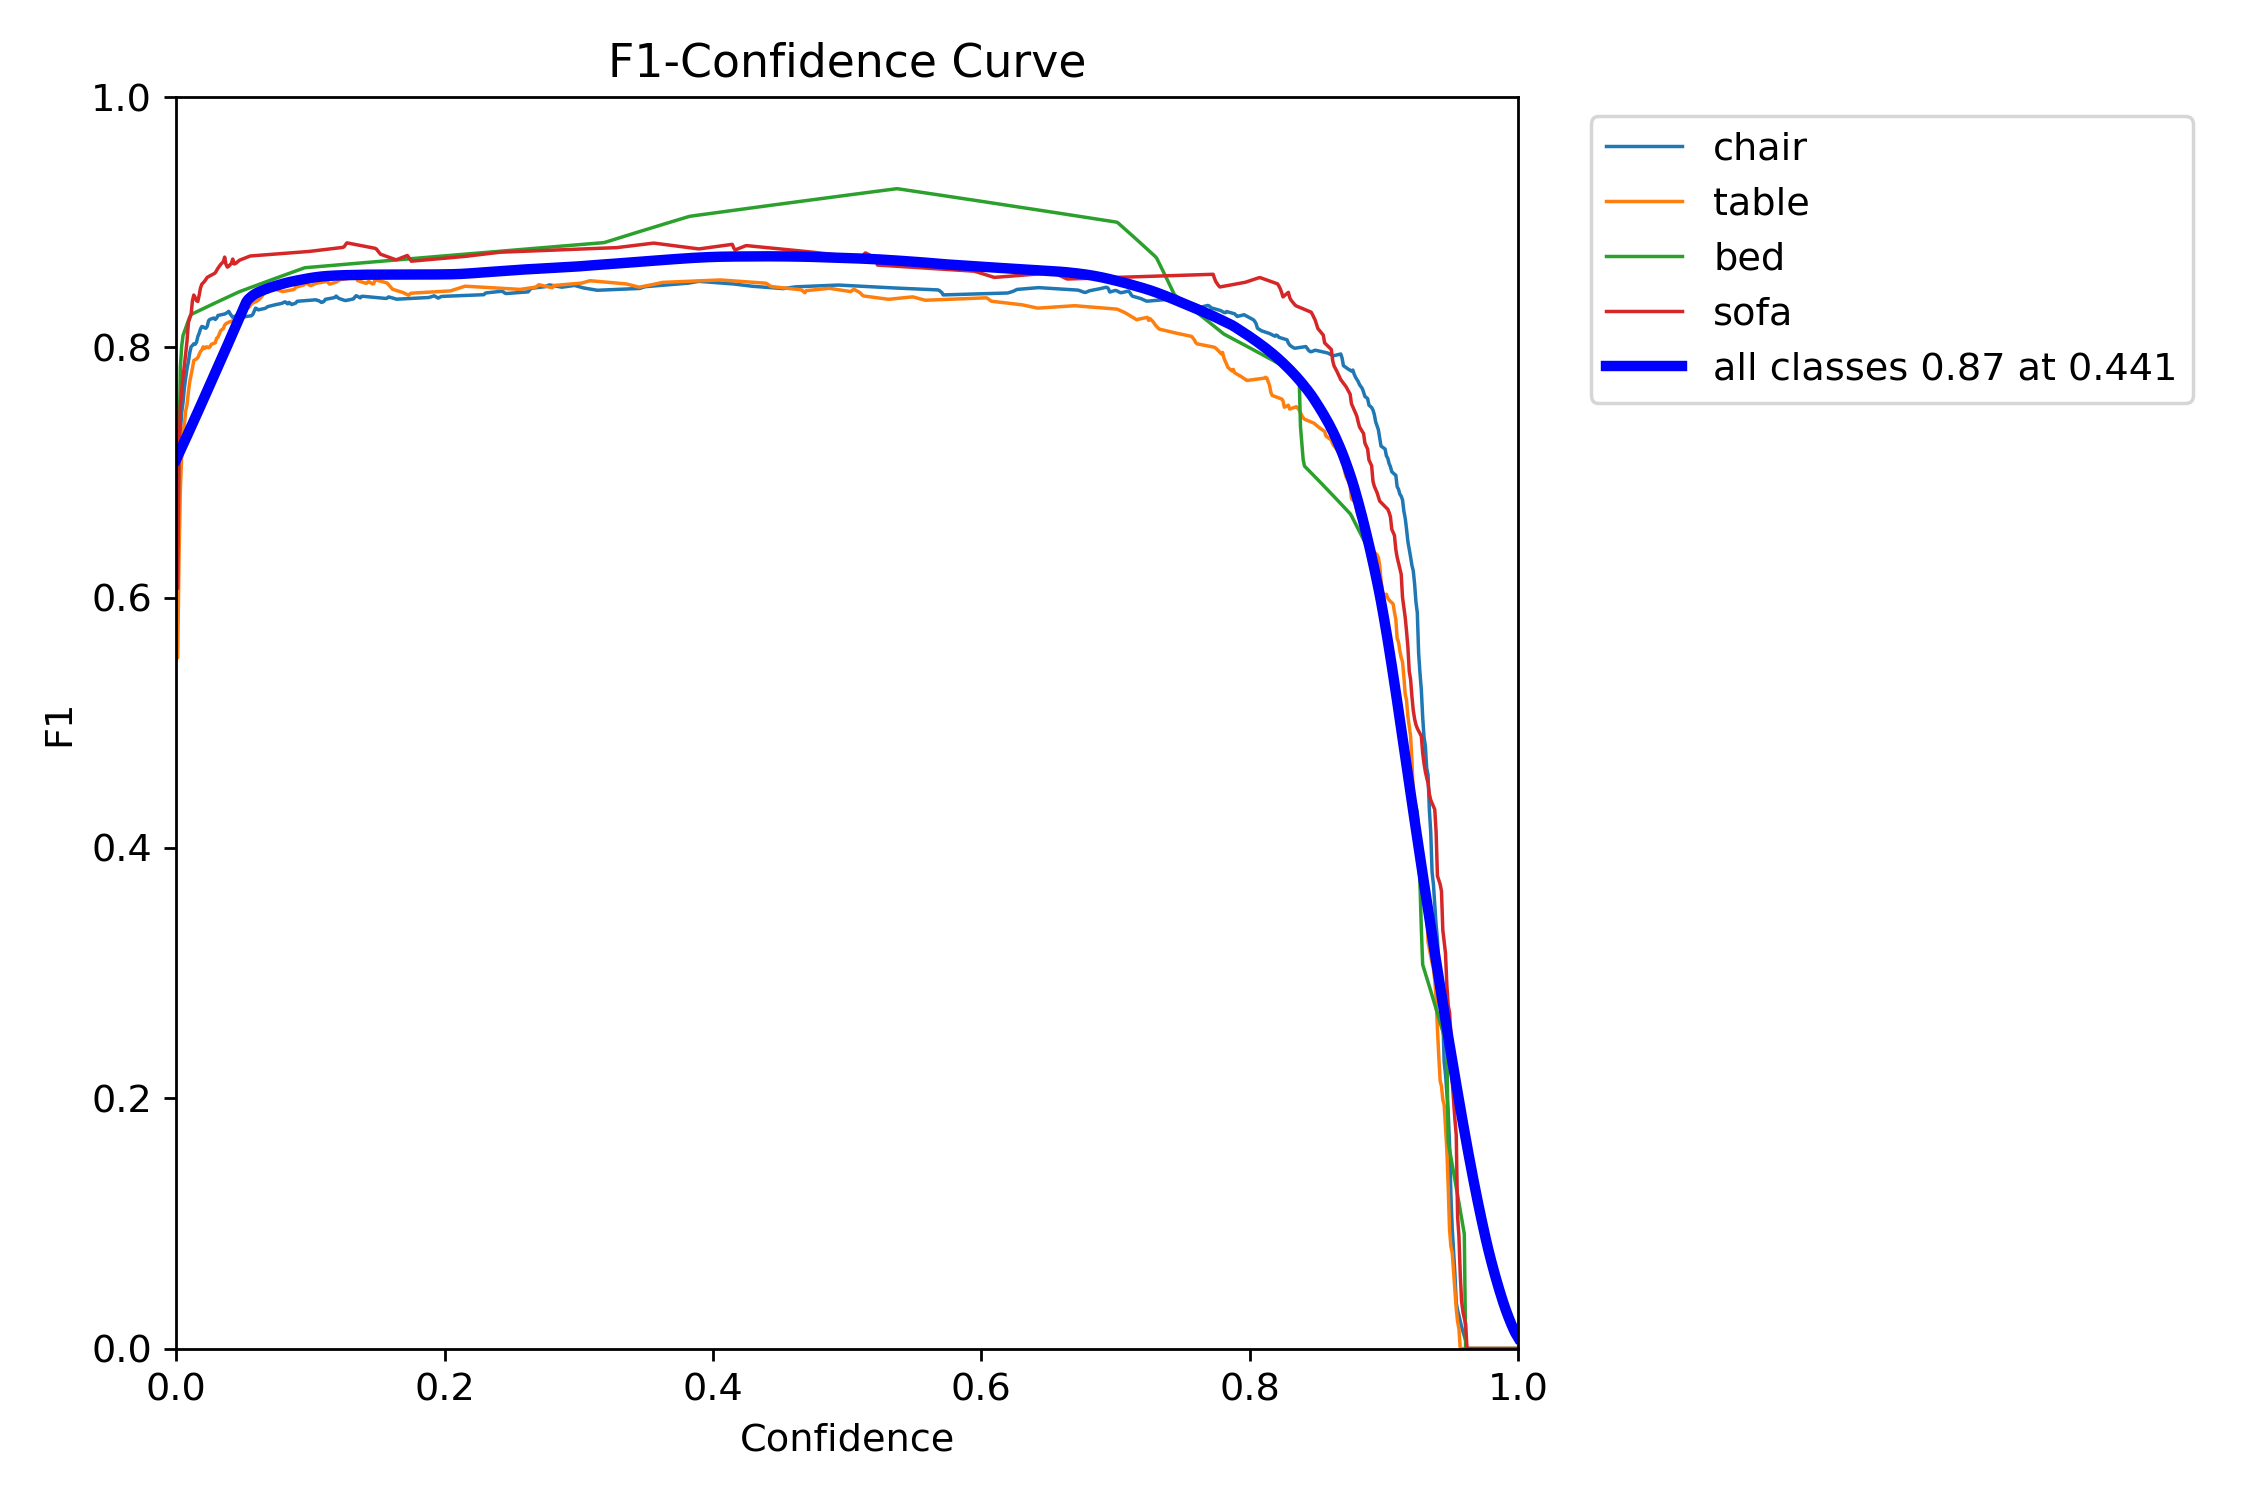 F1-Confidence Curve
1.0
0.8
0.6
0.4
0.2
0.0
F1
0.0 0.2 0.4 0.6 0.8 1.0
Confidence
chair
table
bed
sofa
all classes 0.87 at 0.441